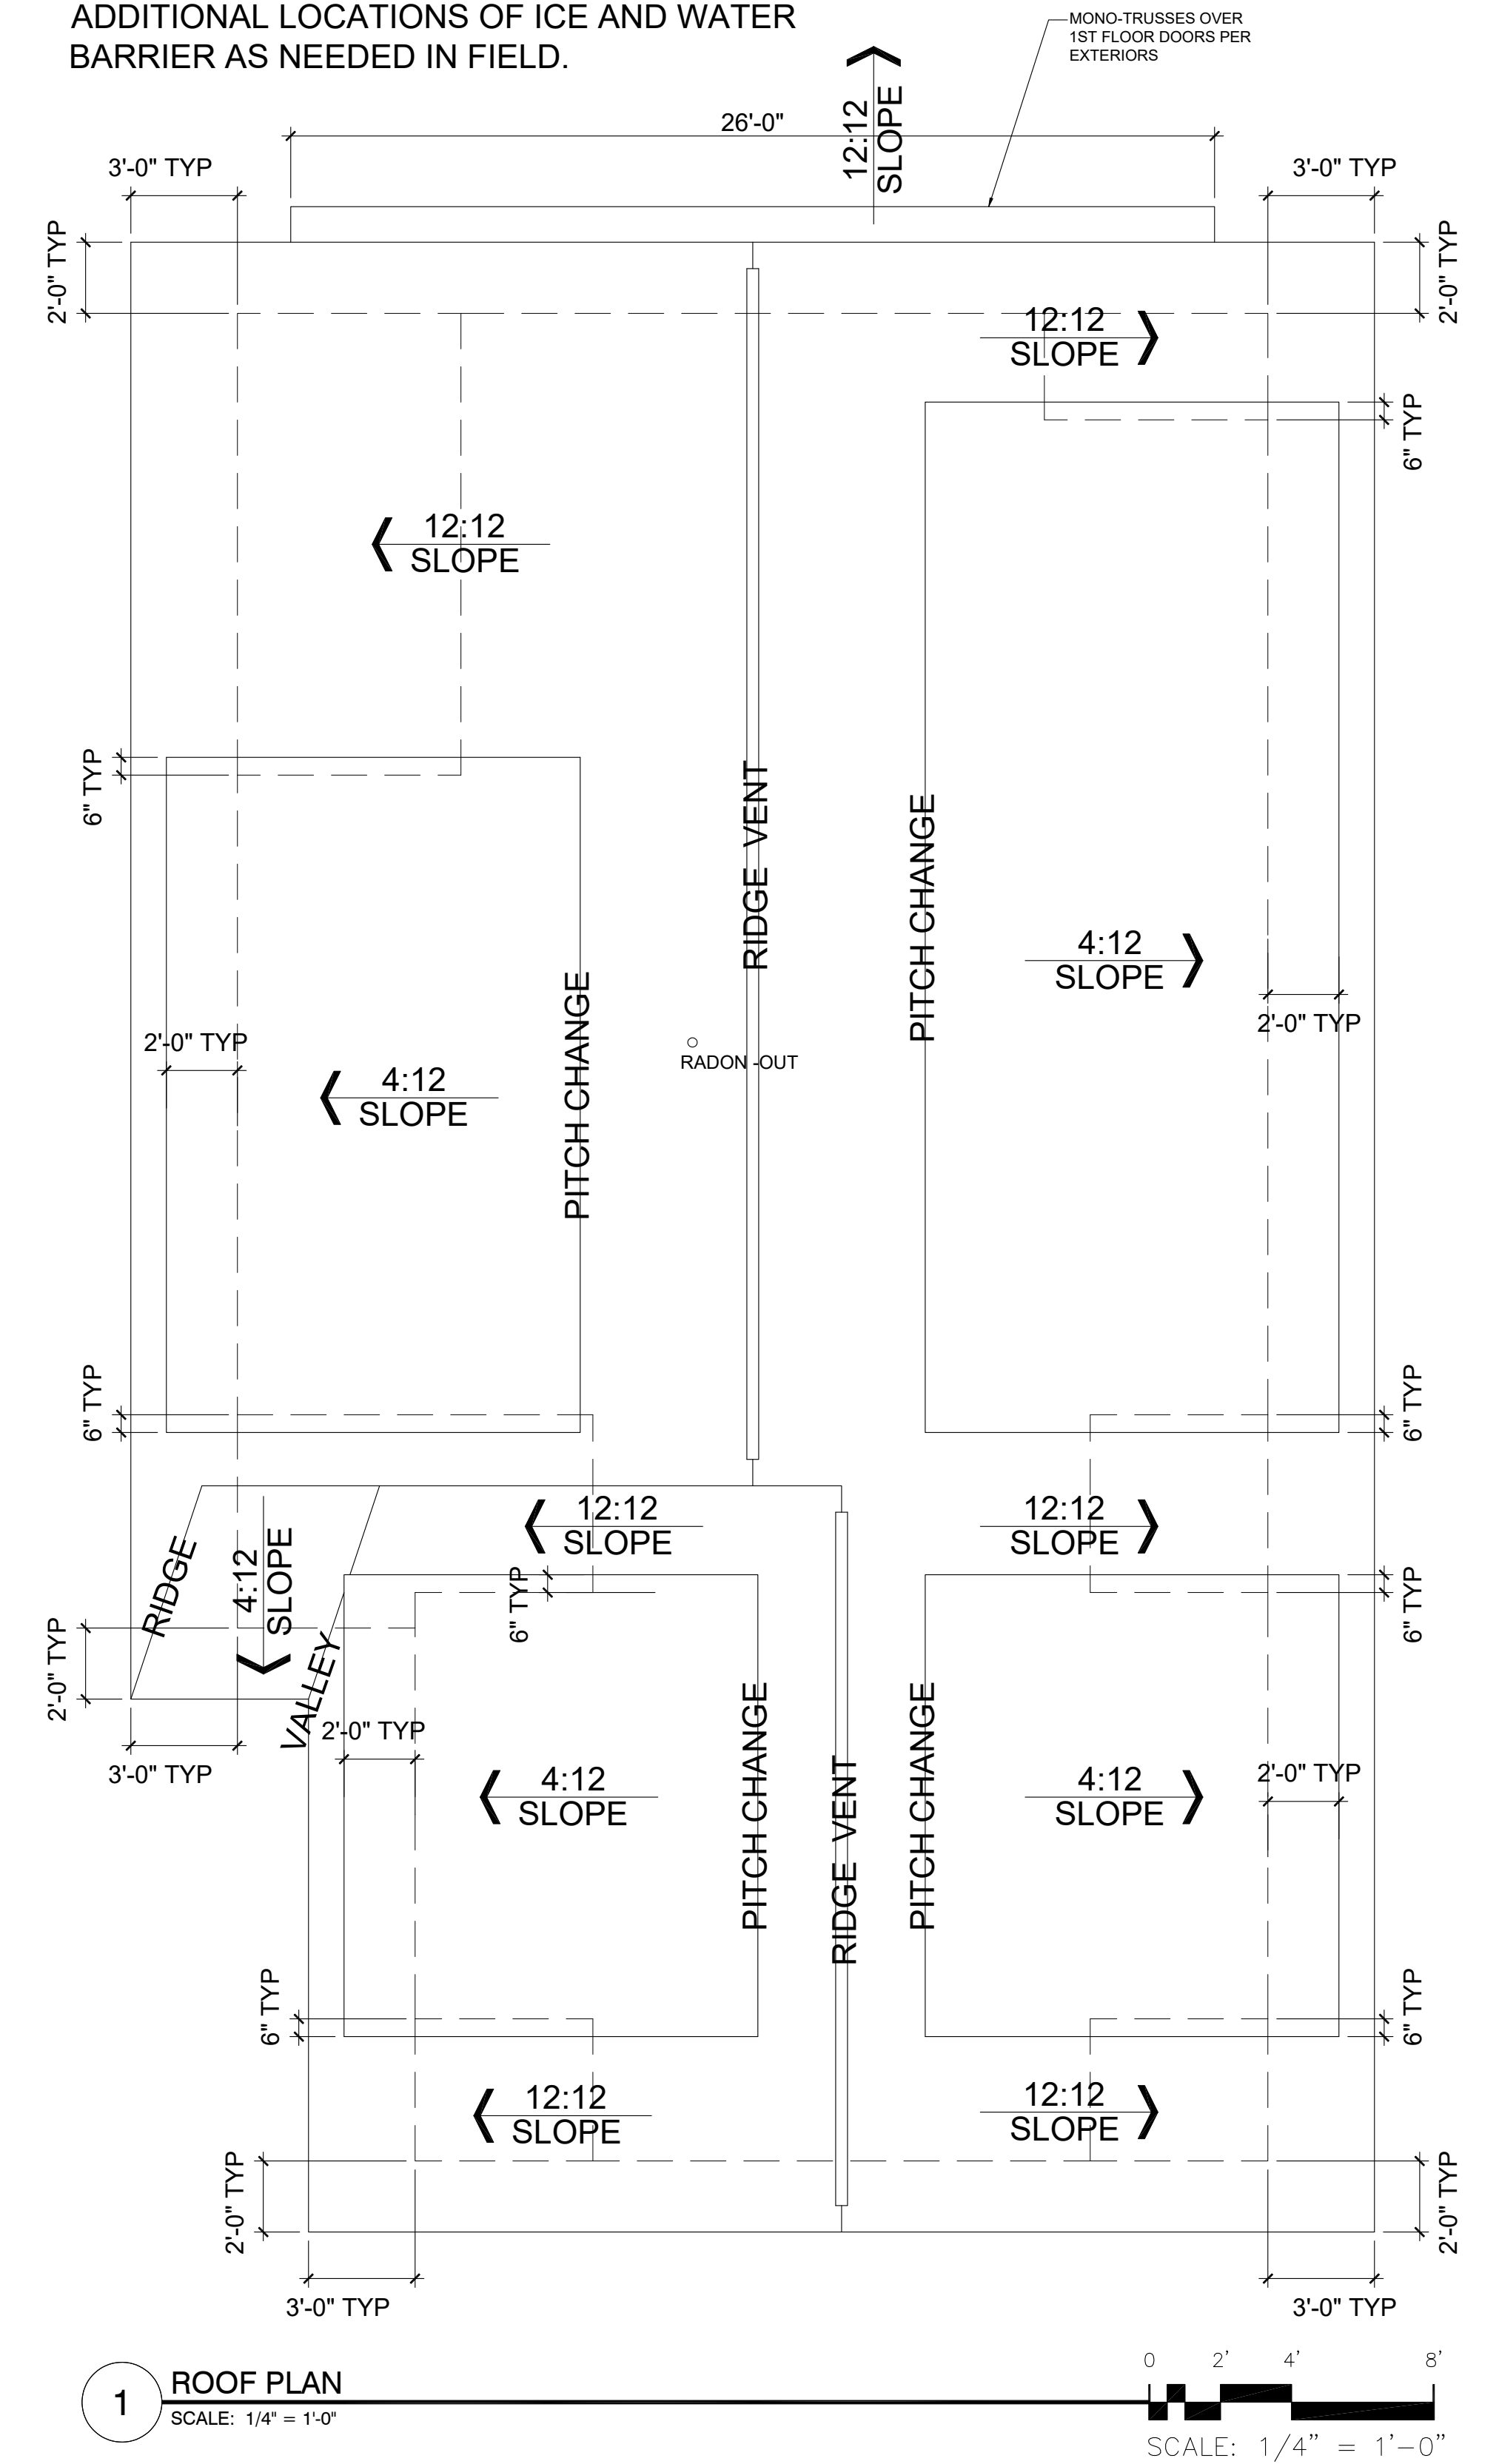 ADDITIONAL LOCATIONS OF ICE AND WATER
BARRIER AS NEEDED IN FIELD.
MONO-TRUSSES OVER
1ST FLOOR DOORS PER
EXTERIORS
26'-0"
12:12
SLOPE
3'-0" TYP
3'-0" TYP
2'-0" TYP
2'-0" TYP
12:12
SLOPE
6" TYP
12:12
SLOPE
6" TYP
RIDGE VENT
PITCH CHANGE
4:12
SLOPE
2'-0" TYP
PITCH CHANGE
2'-0" TYP
RADON -OUT
4:12
SLOPE
6" TYP
6" TYP
12:12
SLOPE
12:12
SLOPE
RIDGE
4:12
SLOPE
6" TYP
6" TYP
2'-0" TYP
VALLEY
2'-0" TYP
3'-0" TYP
PITCH CHANGE
RIDGE VENT
PITCH CHANGE
4:12
SLOPE
4:12
SLOPE
2'-0" TYP
6" TYP
6" TYP
12:12
SLOPE
12:12
SLOPE
2'-0" TYP
2'-0" TYP
3'-0" TYP
3'-0" TYP
1
ROOF PLAN
SCALE: 1/4" = 1'-0"
0 2' 4' 8'
SCALE: 1/4" = 1'-0"